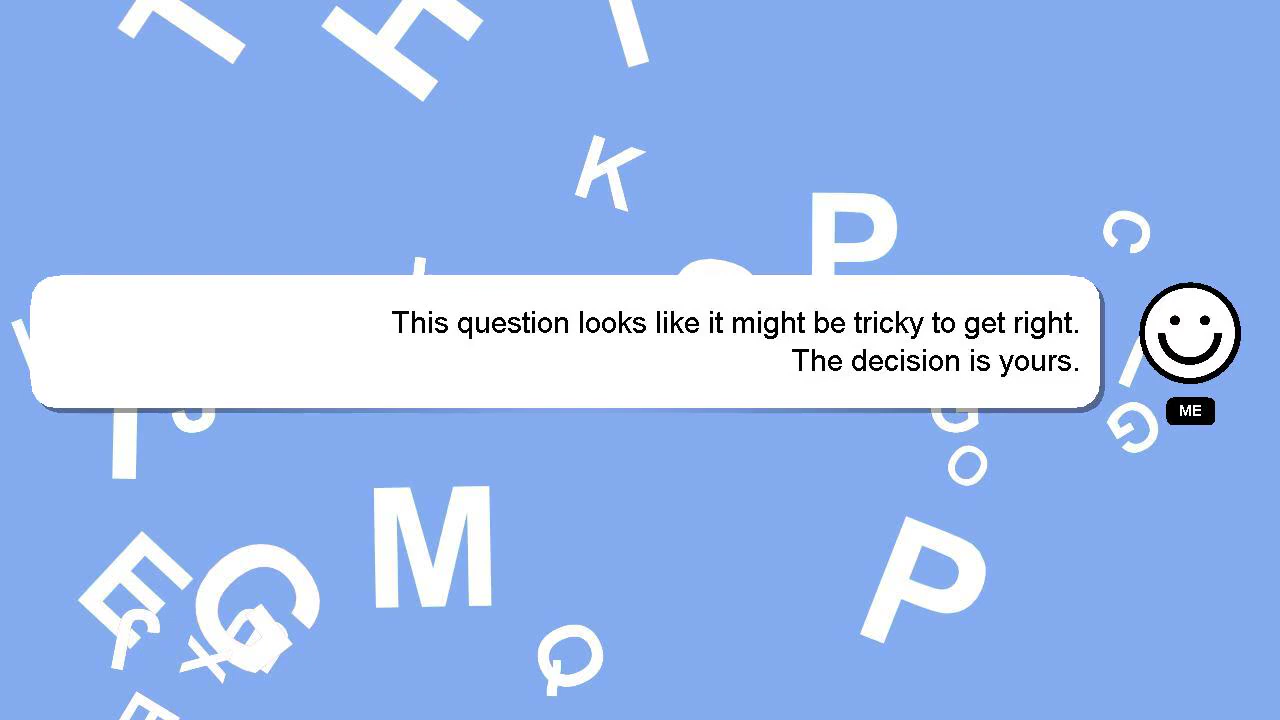 This question looks like it might be tricky to get right.
The decision is yours.
ME